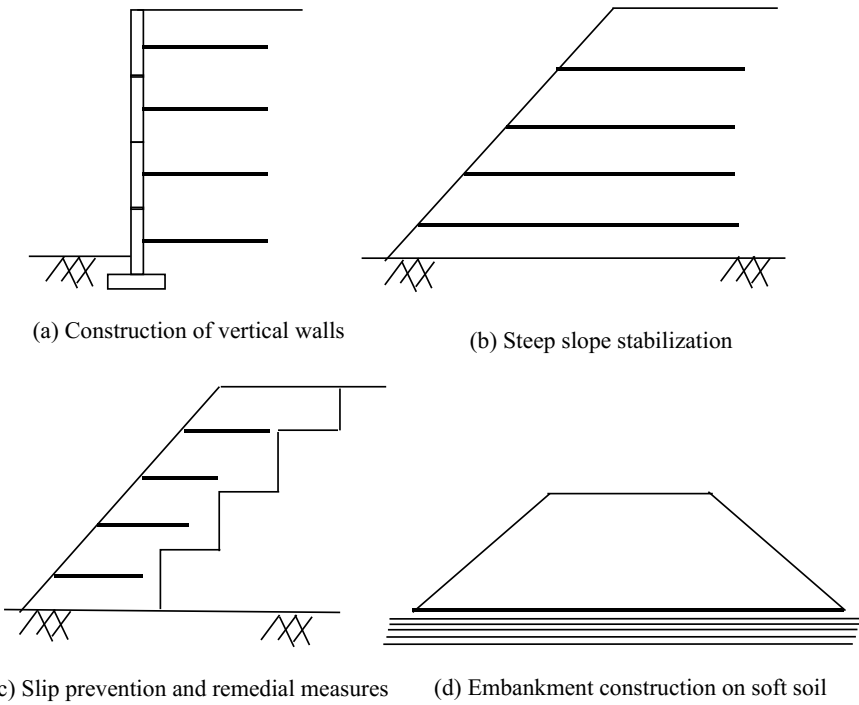 (a) Construction of vertical walls
(b) Steep slope stabilization
c) Slip prevention and remedial measures
(d) Embankment construction on soft soil